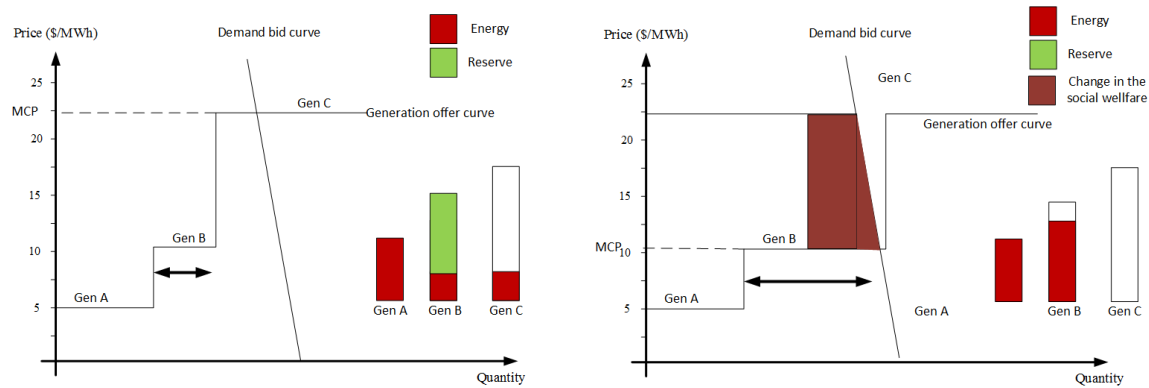 Price ($/MWh)
Demand bid curve
Energy
Reserve
25
MCP
Gen C
Generation offer curve
20
15
Gen B
10
Gen A
5
Gen A
Gen B
Gen C
Quantity
Price ($/MWh)
Demand bid curve
Energy
Reserve
Change in the
social wellfare
Gen C
25
Generation offer curve
20
15
Gen B
MCP
10
Gen A
5
Gen A
Gen B
Gen C
Quantity